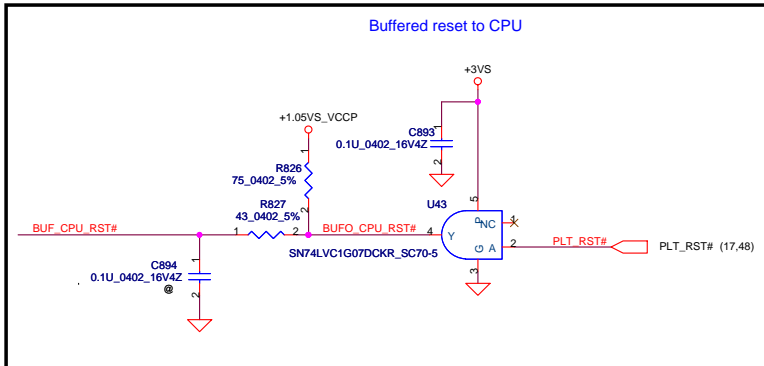 Buffered reset to CPU
+3VS
+1.05VS_VCCP
1
C893
0.1U_0402_16V4Z
2
1
R826
75_0402_5%
2
R827
43_0402_5%
U43
5
P
NC
1
BUF_CPU_RST#
1
2
BUFO_CPU_RST#
4
Y
G
A
2
PLT_RST#
PLT_RST# (17,48)
SN74LVC1G07DCKR_SC70-5
3
1
C894
0.1U_0402_16V4Z
@
2